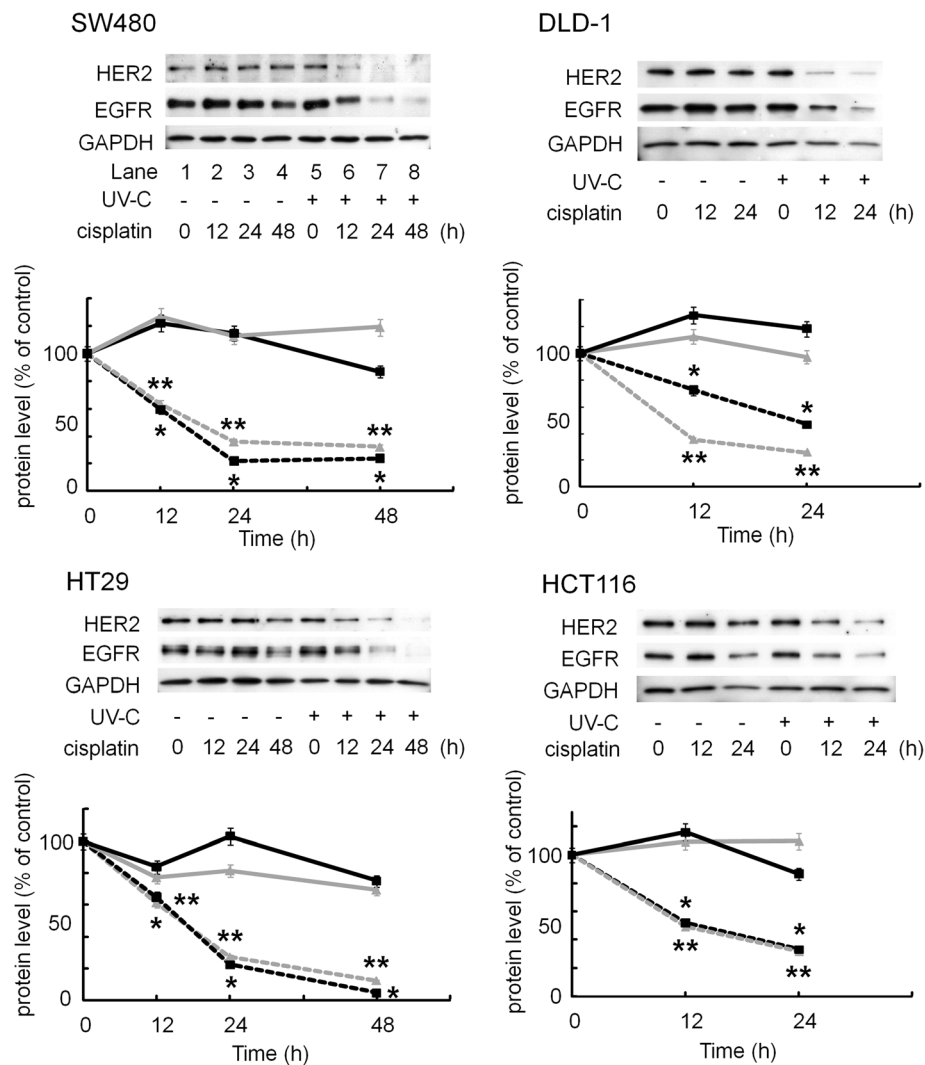 SW480
HER2
EGFR
GAPDH
Lane 1 2 3 4 5 6 7 8
UV-C - - - - + + + +
cisplatin 0 12 24 48 0 12 24 48 (h)
protein level (% of control)
100
50
0
** ** **
* * *
0 12 24 48
Time (h)
DLD-1
HER2
EGFR
GAPDH
UV-C - - - + + +
cisplatin 0 12 24 0 12 24 (h)
protein level (% of control)
100
50
0
* *
** **
0 12 24
Time (h)
HT29
HER2
EGFR
GAPDH
UV-C - - - - + + + +
cisplatin 0 12 24 48 0 12 24 48 (h)
protein level (% of control)
100
50
0
** ** **
* * *
0 12 24 48
Time (h)
HCT116
HER2
EGFR
GAPDH
UV-C - - - + + +
cisplatin 0 12 24 0 12 24 (h)
protein level (% of control)
100
50
0
* *
** **
0 12 24
Time (h)